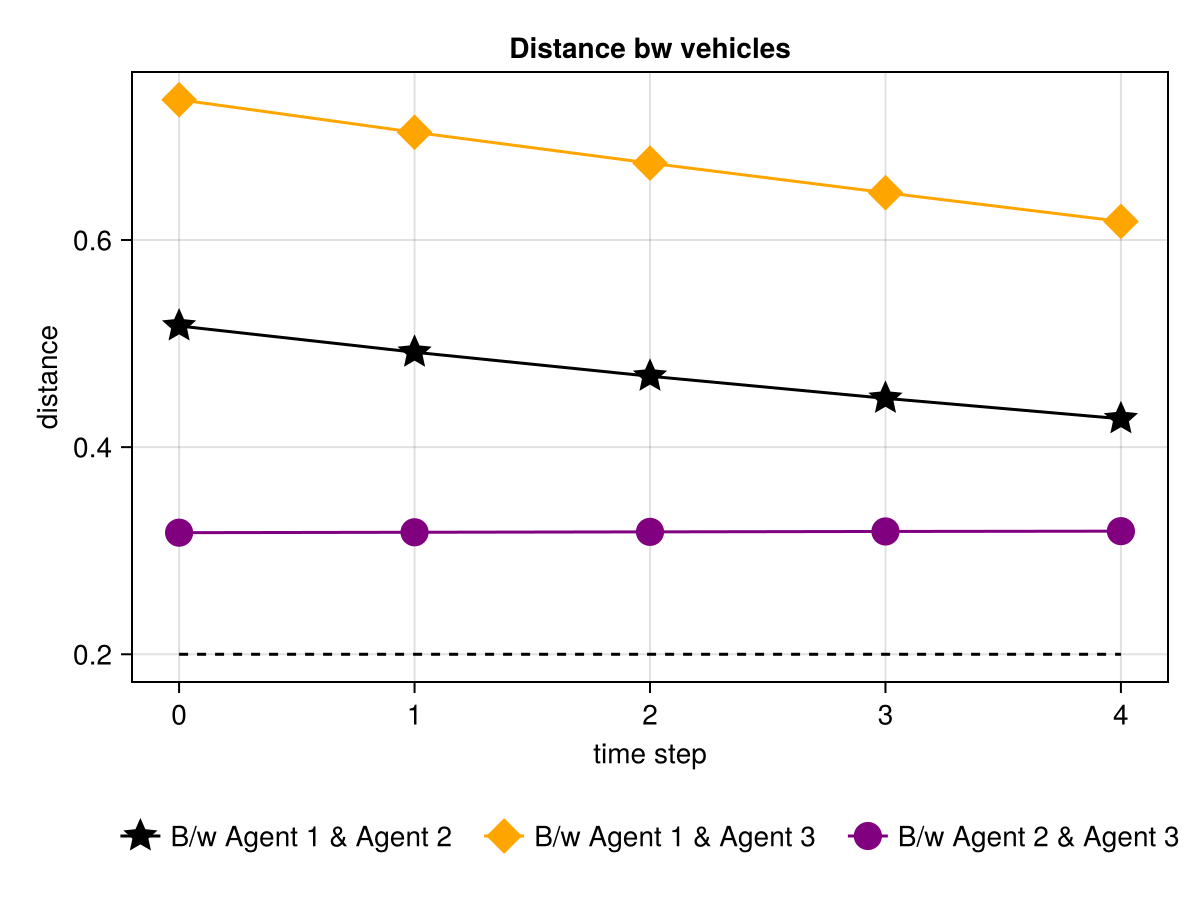 Distance bw vehicles
distance
0.6
0.4
0.2
0 1 2 3 4
time step
B/w Agent 1 & Agent 2 B/w Agent 1 & Agent 3 B/w Agent 2 & Agent 3